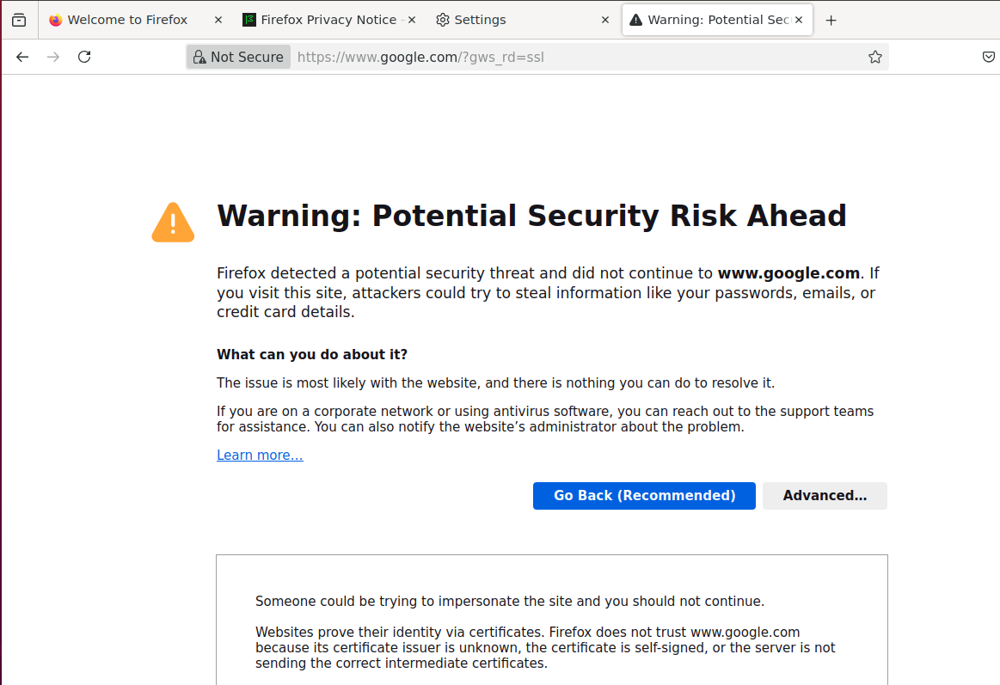 Welcome to Firefox
Firefox Privacy Notice -
Settings
Warning: Potential Sec
Not Secure
https://www.google.com/?gws_rd=ssl
Warning: Potential Security Risk Ahead
Firefox detected a potential security threat and did not continue to www.google.com. If
you visit this site, attackers could try to steal information like your passwords, emails, or
credit card details.
What can you do about it?
The issue is most likely with the website, and there is nothing you can do to resolve it.
If you are on a corporate network or using antivirus software, you can reach out to the support teams
for assistance. You can also notify the website’s administrator about the problem.
Learn more…
Go Back (Recommended)
Advanced…
Someone could be trying to impersonate the site and you should not continue.
Websites prove their identity via certificates. Firefox does not trust www.google.com
because its certificate issuer is unknown, the certificate is self-signed, or the server is not
sending the correct intermediate certificates.